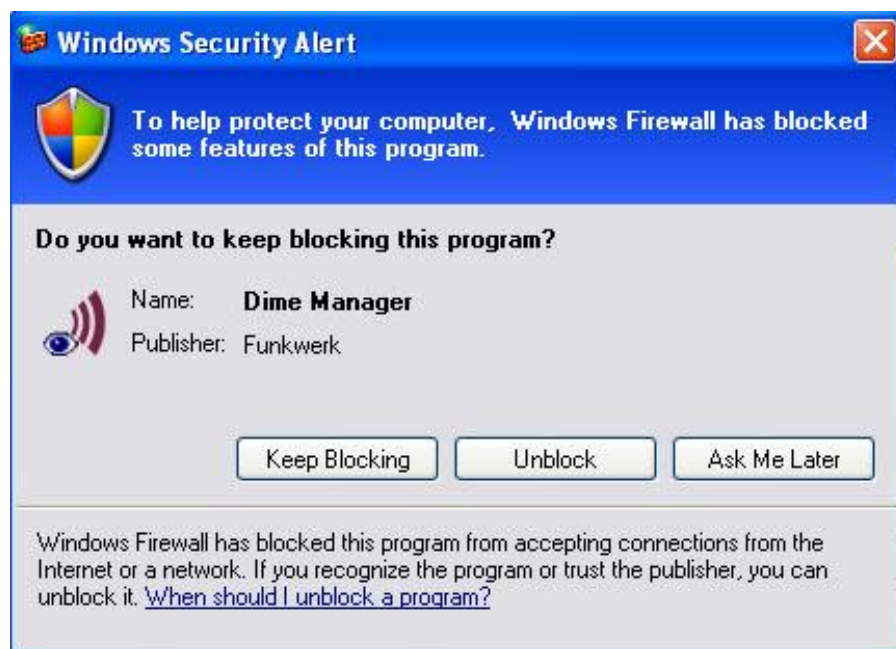 Windows Security Alert
To help protect your computer, Windows Firewall has blocked
some features of this program.
Do you want to keep blocking this program?
Name: Dime Manager
Publisher: Funkwerk
Keep Blocking Unblock Ask Me Later
Windows Firewall has blocked this program from accepting connections from the
Internet or a network. If you recognize the program or trust the publisher, you can
unblock it. When should I unblock a program?